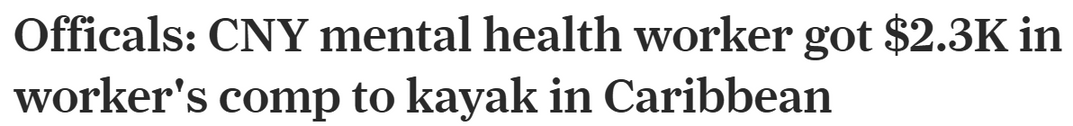 Officals: CNY mental health worker got $2.3K in
worker's comp to kayak in Caribbean